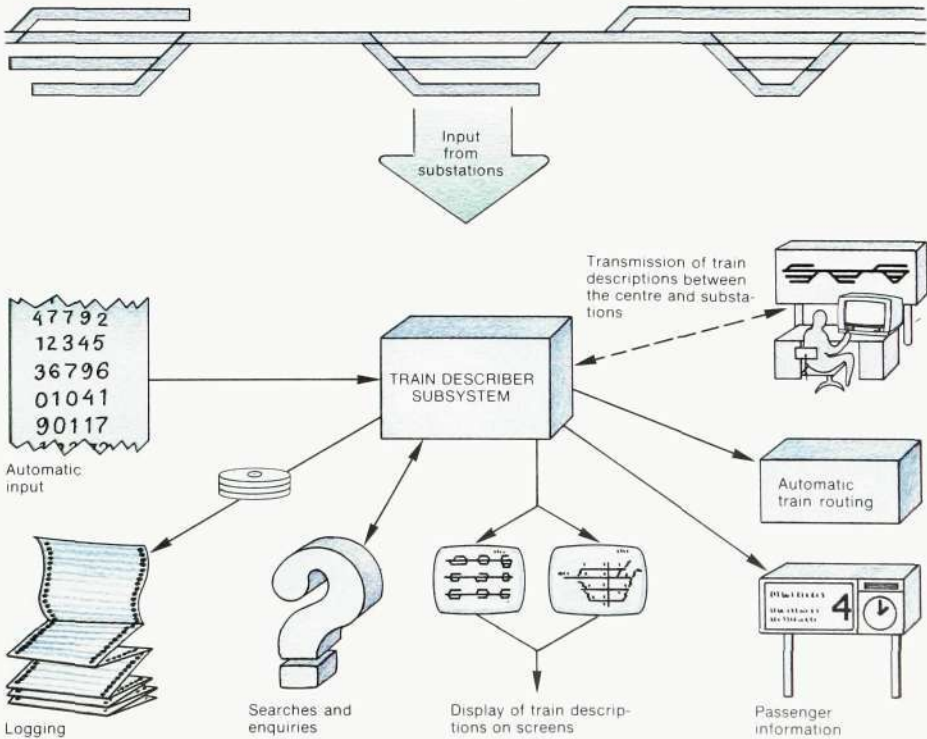 Input
from
substations
Transmission of train
descriptions between
the centre and substa-
tions
47792
12345
36796
01041
90117
Automatic
input
TRAIN DESCRIBER
SUBSYSTEM
Automatic
train routing
4
Logging
Searches and
enquiries
Display of train descrip-
tions on screens
Passenger
information